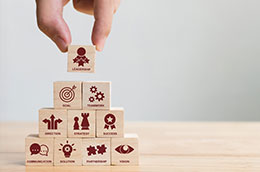 LEADERSHIP
GOAL TEAMWORK
DIRECTION STRATEGY SUCCESS
COMMUNICATION SOLUTION PARTNERSHIP VISION